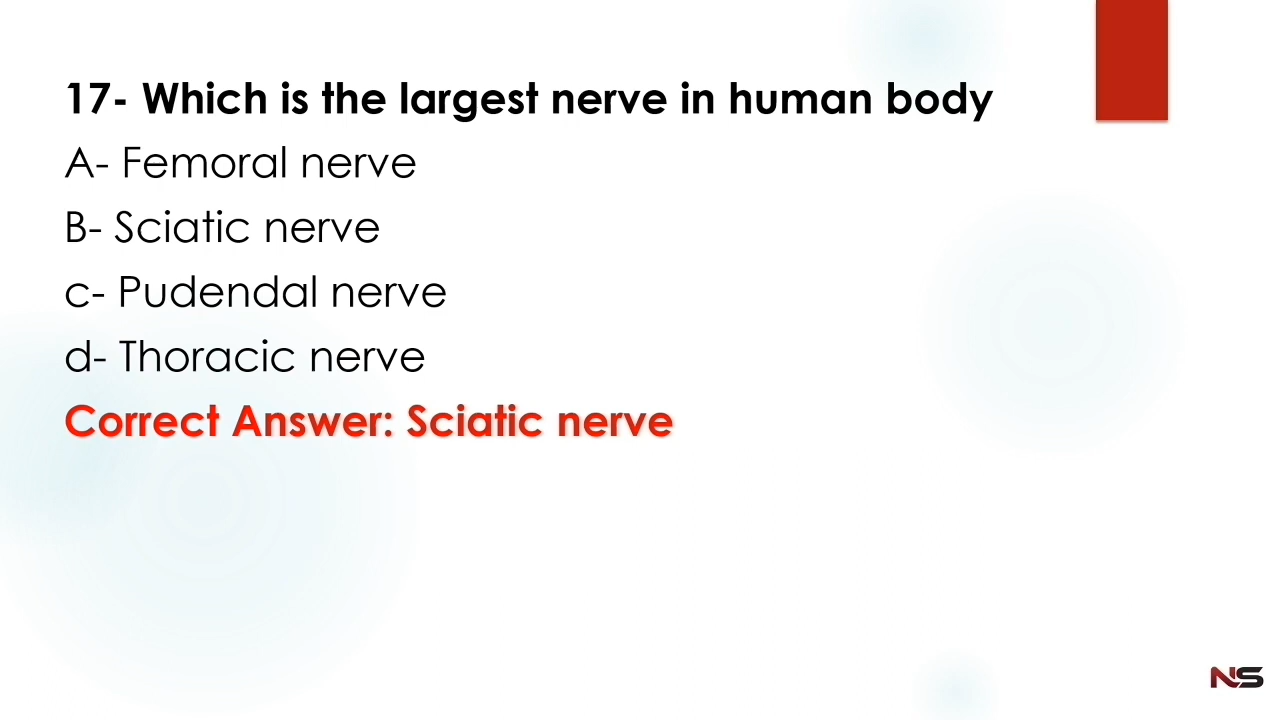 17- Which is the largest nerve in human body
A- Femoral nerve
B- Sciatic nerve
c- Pudendal nerve
d- Thoracic nerve
Correct Answer: Sciatic nerve
NS